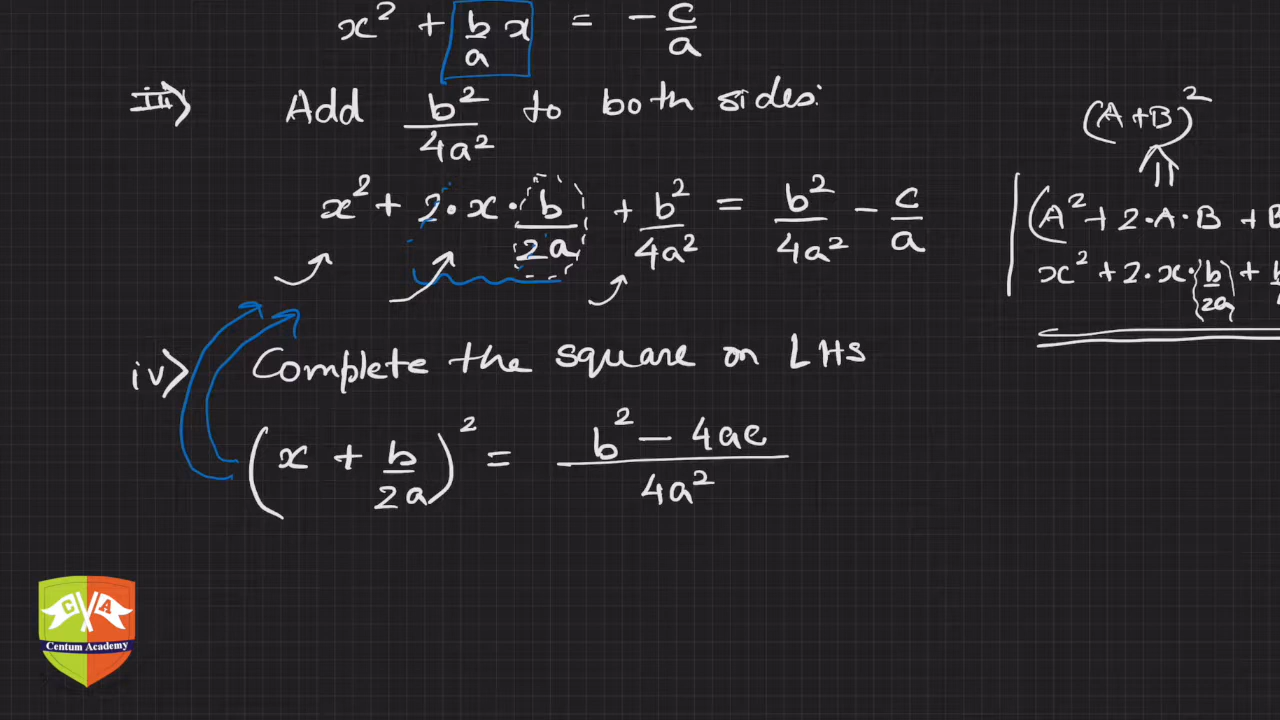 x² + b/a x = - c/a
iii) Add b²/4a² to both sides:
x² + 2·x·b/2a + b²/4a² = b²/4a² - c/a
iv) Complete the square on LHS
(x + b/2a)² = b² - 4ac/4a²
(A+B)²
(A² + 2·A·B + B
x² + 2·x·(b/2a) + b
C A
Centum Academy